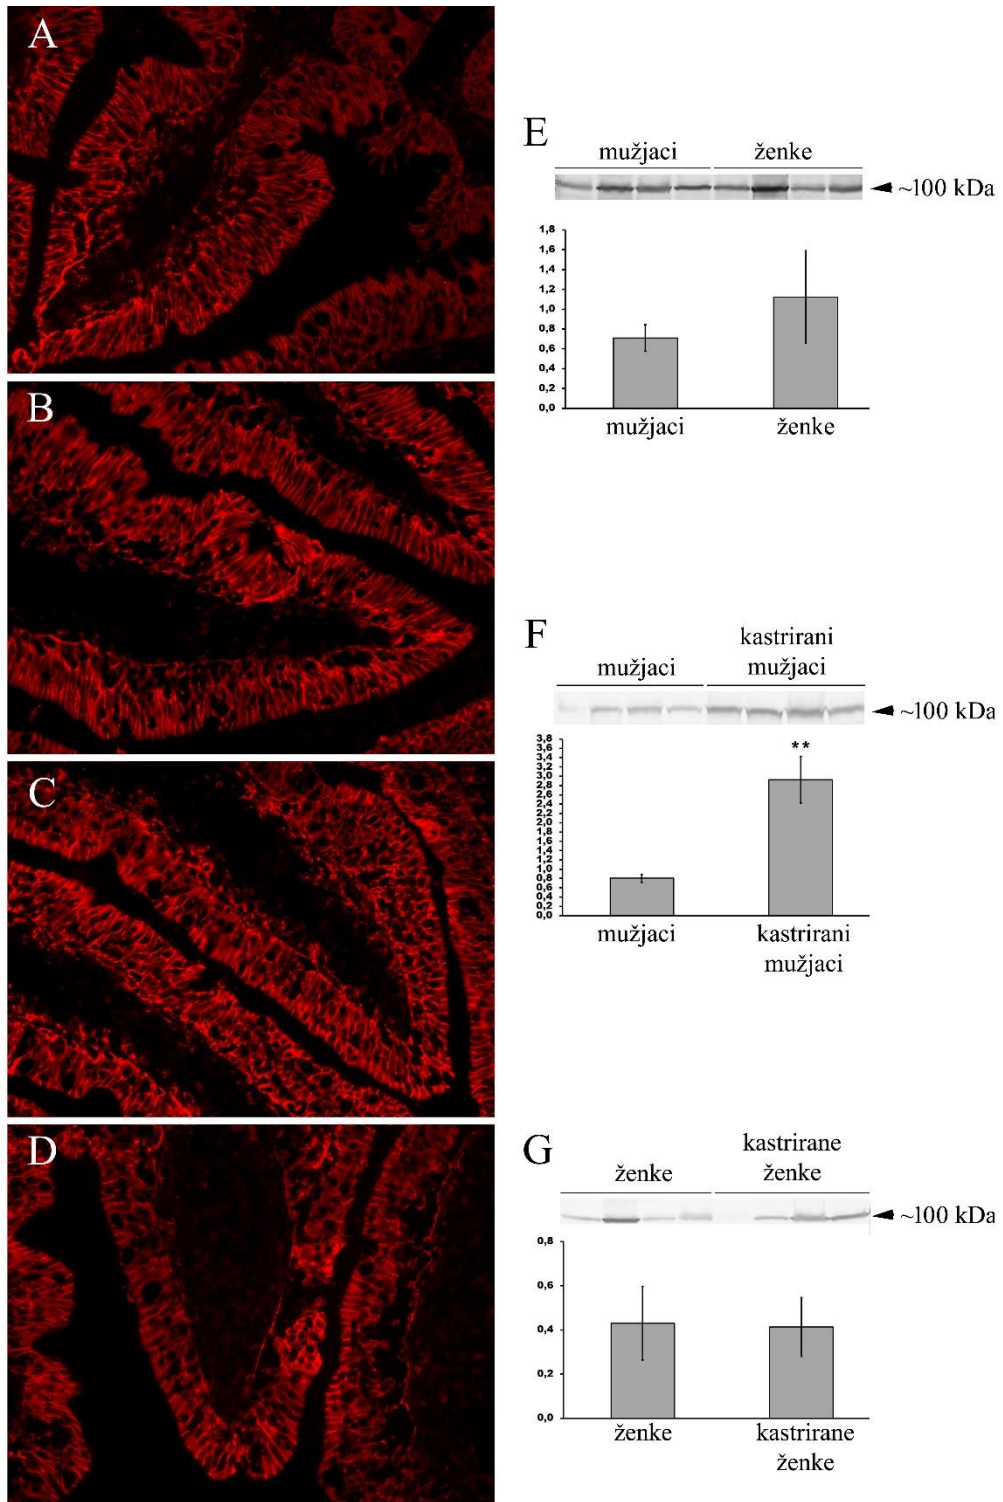 A
B
C
D
E
mužjaci ženke
~100 kDa
1,8
1,6
1,4
1,2
1,0
0,8
0,6
0,4
0,2
0,0
mužjaci ženke
F
mužjaci kastrirani
mužjaci
~100 kDa
3,8
3,6
3,4
3,2
3,0
2,8
2,6
2,4
2,2
2,0
1,8
1,6
1,4
1,2
1,0
0,8
0,6
0,4
0,2
0,0
**
mužjaci kastrirani
mužjaci
G
ženke kastrirane
ženke
~100 kDa
0,8
0,6
0,4
0,2
0,0
ženke kastrirane
ženke